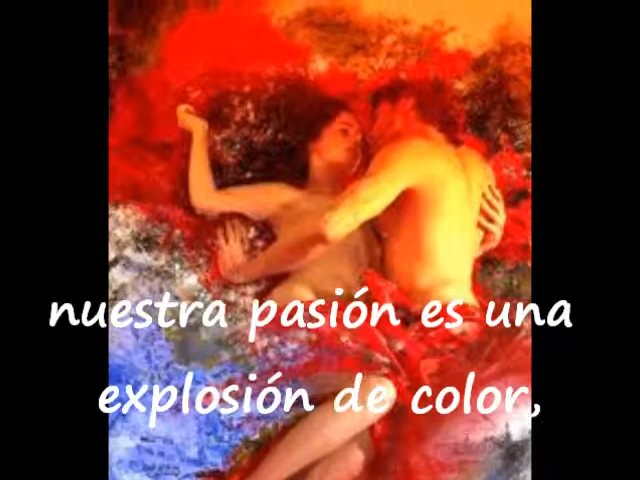 nuestra pasión es una
explosión de color,